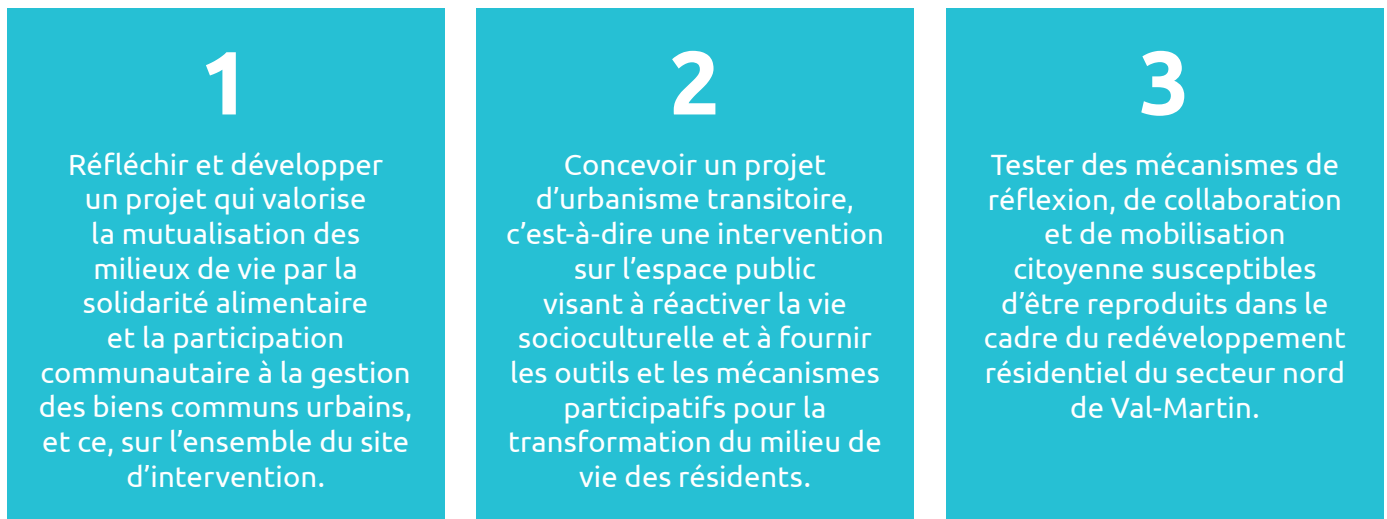 1
Réfléchir et développer
un projet qui valorise
la mutualisation des
milieux de vie par la
solidarité alimentaire
et la participation
communautaire à la gestion
des biens communs urbains,
et ce, sur l’ensemble du site
d’intervention.
2
Concevoir un projet
d’urbanisme transitoire,
c’est-à-dire une intervention
sur l’espace public
visant à réactiver la vie
socioculturelle et à fournir
les outils et les mécanismes
participatifs pour la
transformation du milieu de
vie des résidents.
3
Tester des mécanismes de
réflexion, de collaboration
et de mobilisation
citoyenne susceptibles
d’être reproduits dans le
cadre du redéveloppement
résidentiel du secteur nord
de Val-Martin.